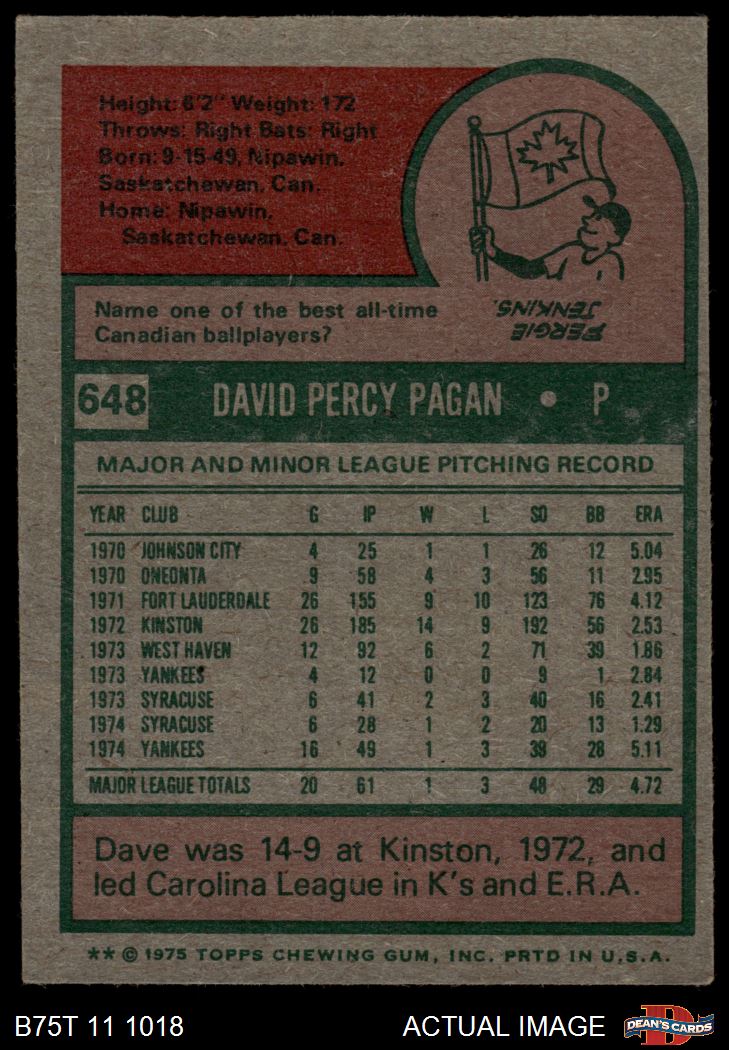 Height: 6'2" Weight: 172
Throws: Right Bats: Right
Born: 9-15-49, Nipawin,
Saskatchewan, Can.
Home: Nipawin,
Saskatchewan, Can.
Name one of the best all-time
Canadian ballplayers?
FERGIE
JENKINS.
648 DAVID PERCY PAGAN • P
MAJOR AND MINOR LEAGUE PITCHING RECORD
YEAR CLUB G IP W L SO BB ERA
1970 JOHNSON CITY 4 25 1 1 26 12 5.04
1970 ONEONTA 9 58 4 3 56 11 2.95
1971 FORT LAUDERDALE 26 155 9 10 123 76 4.12
1972 KINSTON 26 185 14 9 192 56 2.53
1973 WEST HAVEN 12 92 6 2 71 39 1.86
1973 YANKEES 4 12 0 0 9 1 2.84
1973 SYRACUSE 6 41 2 3 40 16 2.41
1974 SYRACUSE 6 28 1 2 20 13 1.29
1974 YANKEES 16 49 1 3 39 28 5.11
MAJOR LEAGUE TOTALS 20 61 1 3 48 29 4.72
Dave was 14-9 at Kinston, 1972, and
led Carolina League in K's and E.R.A.
** © 1975 TOPPS CHEWING GUM, INC. PRTD IN U.S.A.
B75T 11 1018 ACTUAL IMAGE DEAN'S CARDS